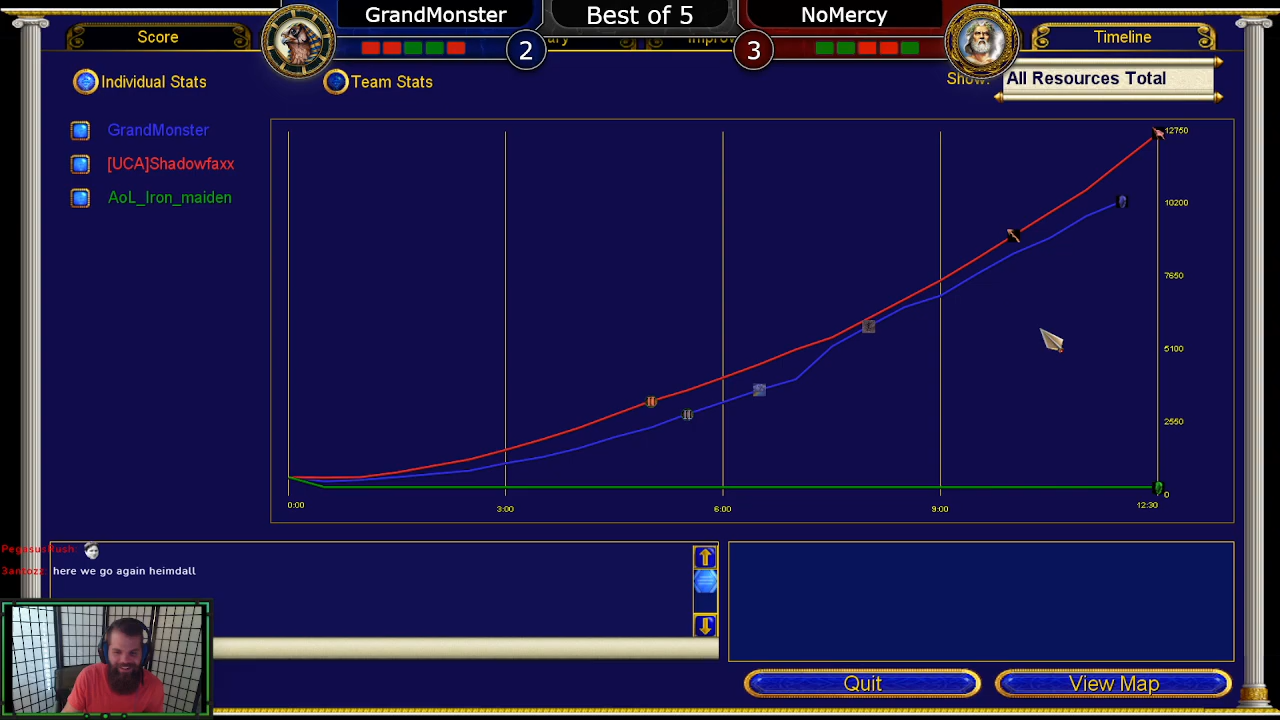 GrandMonster
Best of 5
NoMercy
Score
2
3
Timeline
Individual Stats
Team Stats
Show:
All Resources Total
GrandMonster
[UCA]Shadowfaxx
AoL_Iron_maiden
12750
10200
7650
5100
2550
0
0:00
3:00
6:00
9:00
12:30
PegasusRush:
here we go again heimdall
Quit
View Map